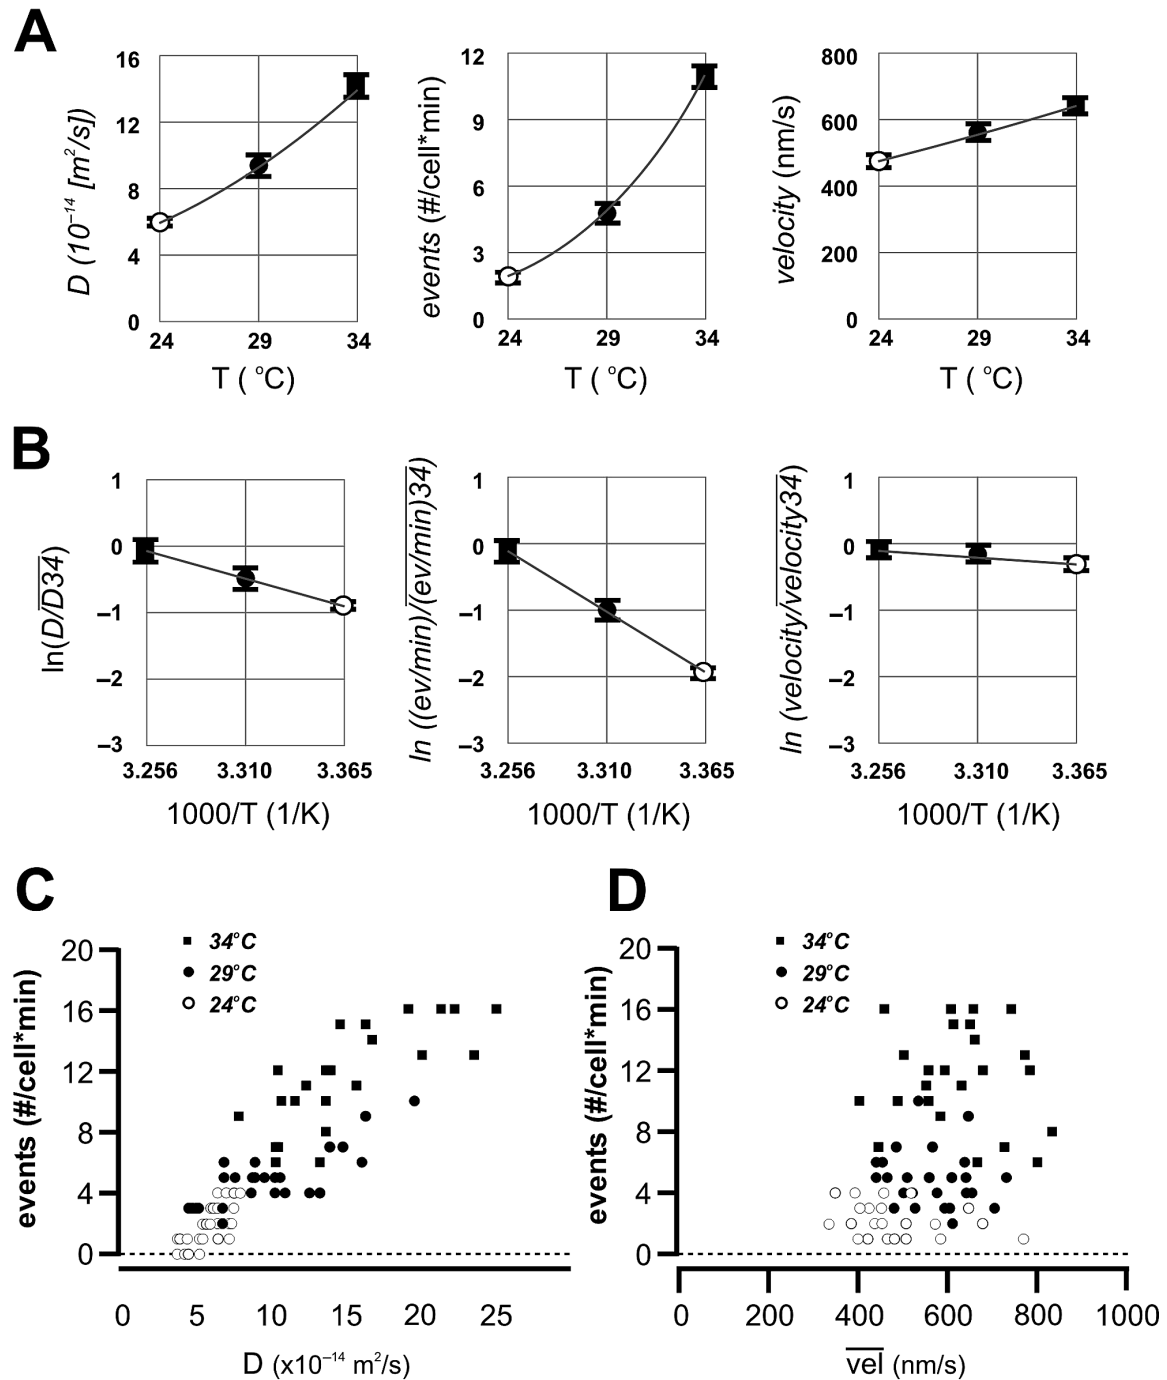 A
16
12
8
4
0
24 29 34
T ( °C)
D (10⁻¹⁴ [m²/s])
12
9
6
3
0
24 29 34
T ( °C)
events (#/cell*min)
800
600
400
200
0
24 29 34
T ( °C)
velocity (nm/s)
B
1
0
–1
–2
–3
3.256 3.310 3.365
1000/T (1/K)
ln(D/D34)
1
0
–1
–2
–3
3.256 3.310 3.365
1000/T (1/K)
ln ((ev/min)/(ev/min)34)
1
0
–1
–2
–3
3.256 3.310 3.365
1000/T (1/K)
ln (velocity/velocity34)
C
34°C
29°C
24°C
20
16
12
8
4
0
0 5 10 15 20 25
D (x10⁻¹⁴ m²/s)
events (#/cell*min)
D
34°C
29°C
24°C
20
16
12
8
4
0
0 200 400 600 800 1000
vel (nm/s)
events (#/cell*min)